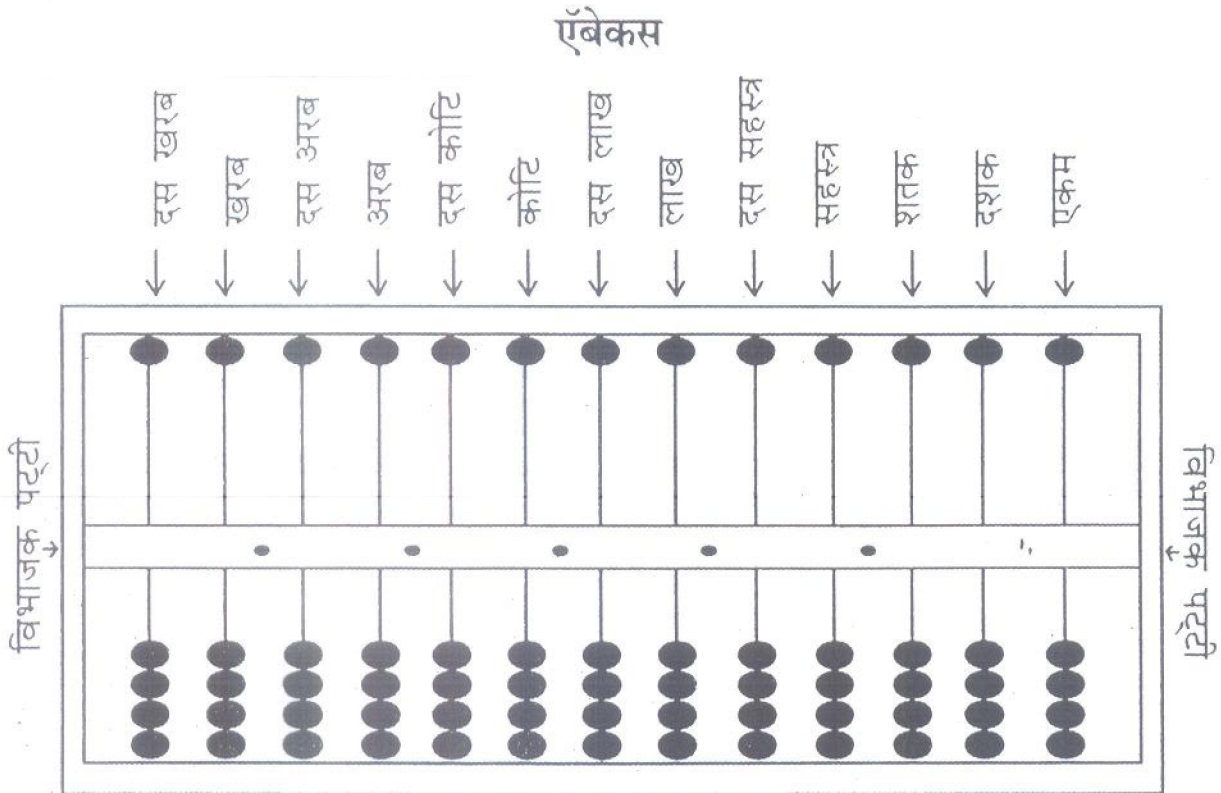 ऍबेकस
दस खरब
खरब
दस अरब
अरब
दस कोटि
कोटि
दस लाख
लाख
दस सहस्त्र
सहस्त्र
शतक
दशक
एकम
विभाजक पट्टी
विभाजक पट्टी